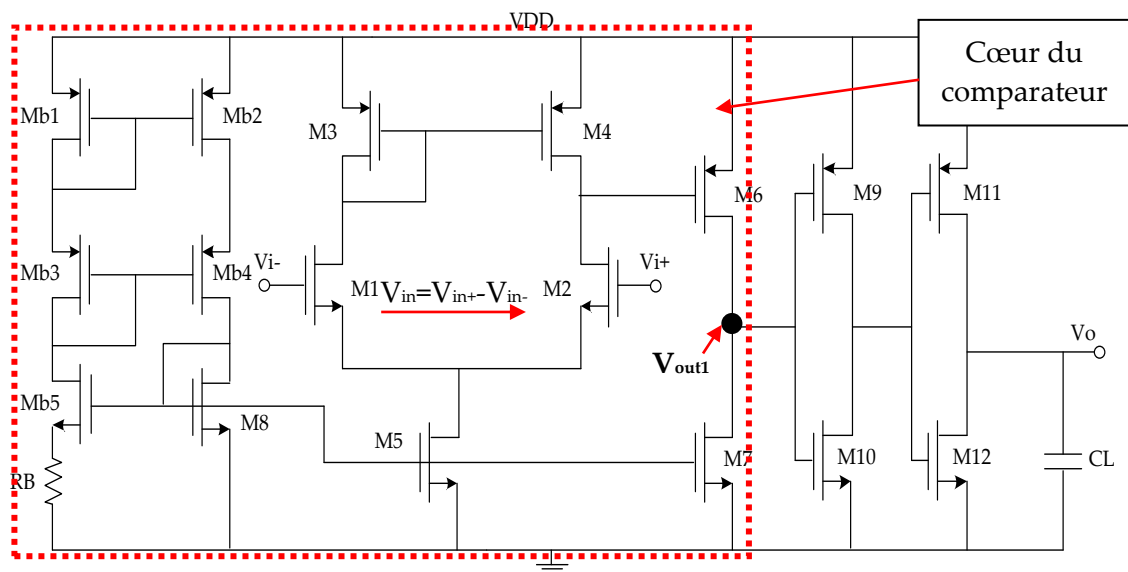 VDD
Cœur du
comparateur
Mb1
Mb2
M3
M4
M6
M9
M11
Mb3
Mb4
Vi-
Vi+
M1
Vin=Vin+-Vin-
M2
Vout1
Vo
Mb5
M8
M5
M7
M10
M12
CL
RB